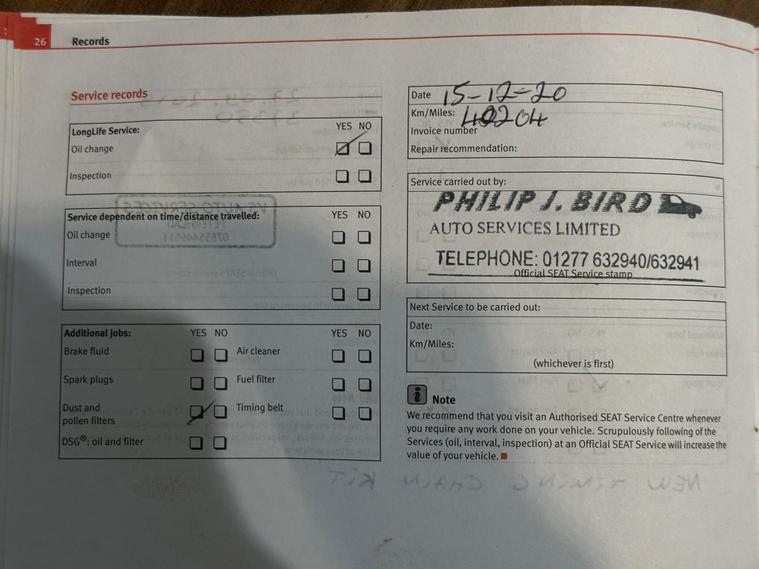 26 Records
Service records
LongLife Service: YES NO
Oil change
Inspection
Service dependent on time/distance travelled: YES NO
Oil change
Interval
Inspection
Additional jobs: YES NO YES NO
Brake fluid Air cleaner
Spark plugs Fuel filter
Dust and Timing belt
pollen filters
DSG®: oil and filter
Date 15-12-20
Km/Miles: 40204
Invoice number
Repair recommendation:
Service carried out by:
PHILIP J. BIRD
AUTO SERVICES LIMITED
TELEPHONE: 01277 632940/632941
Official SEAT Service stamp
Next Service to be carried out:
Date:
Km/Miles:
(whichever is first)
i Note
We recommend that you visit an Authorised SEAT Service Centre whenever
you require any work done on your vehicle. Scrupulously following of the
Services (oil, interval, inspection) at an Official SEAT Service will increase the
value of your vehicle.
NEW TIMING CHAIN KIT